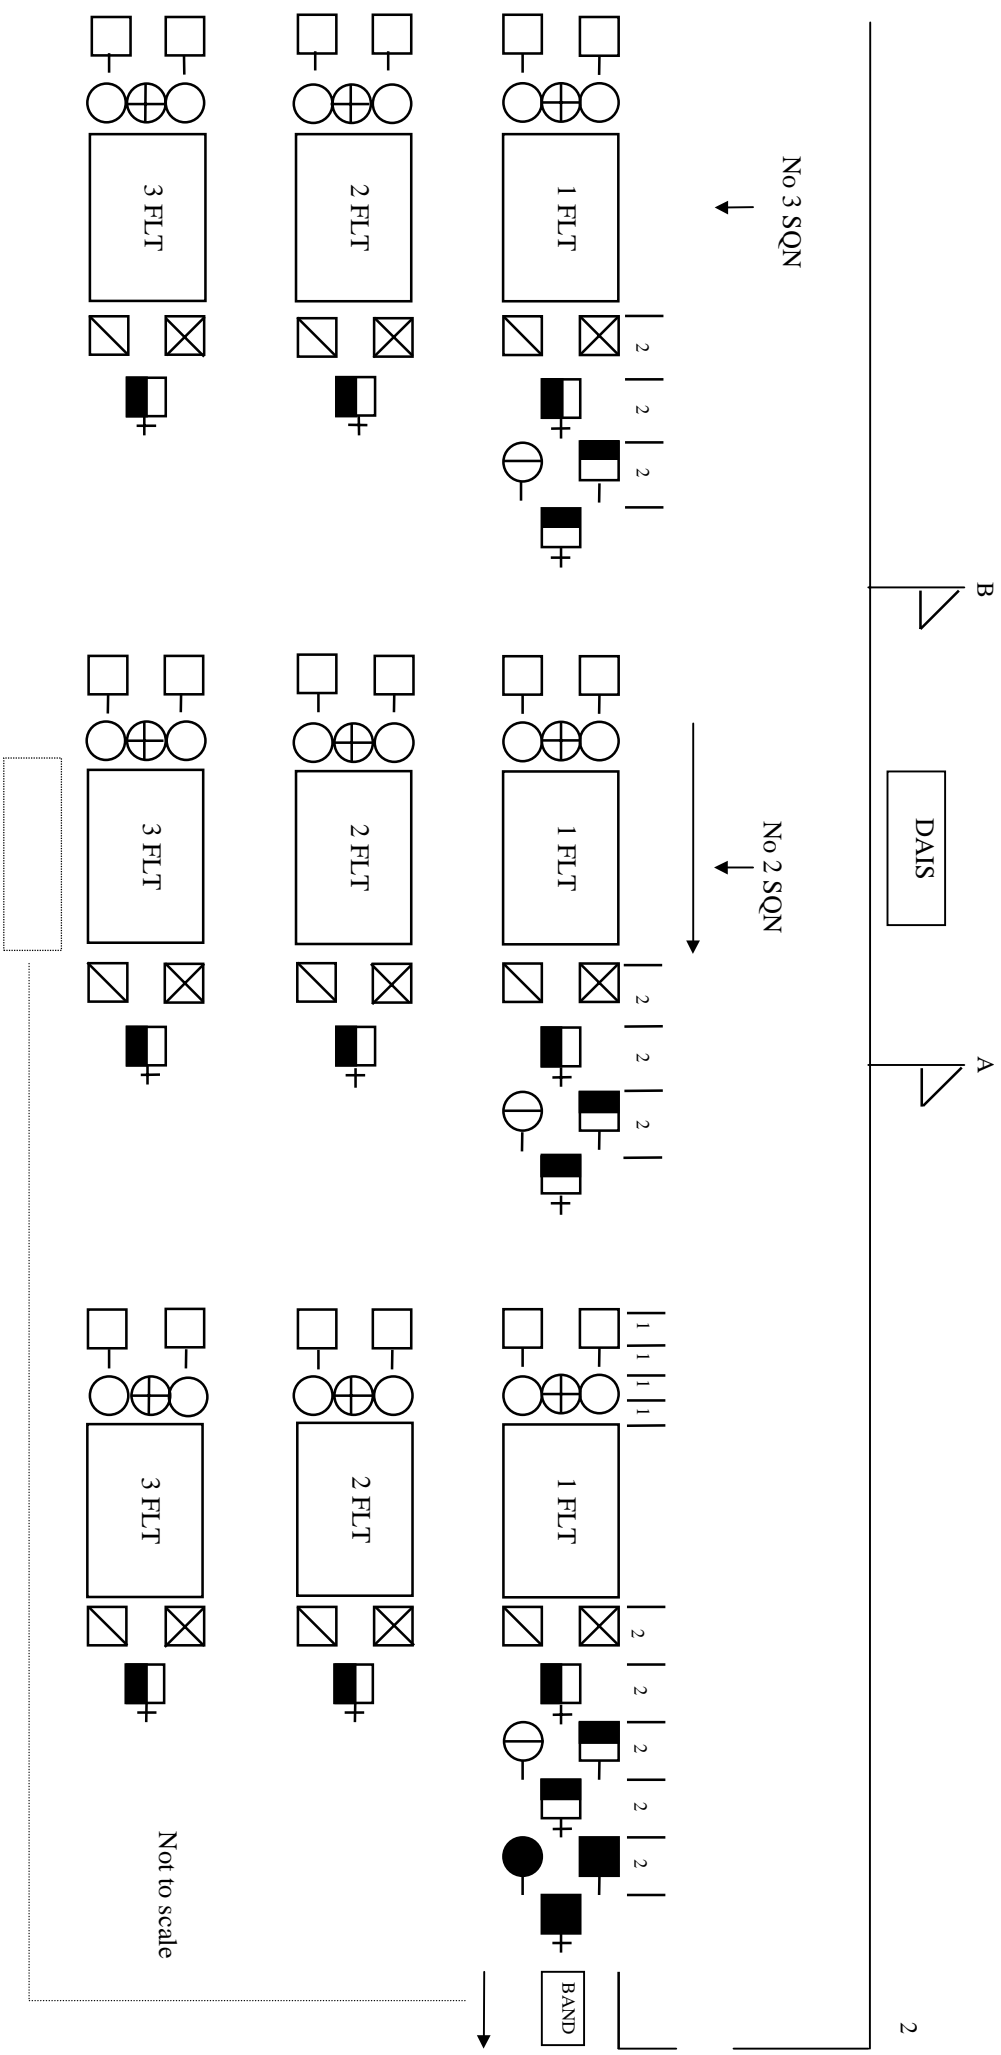 B
A
DAIS
2
No 3 SQN
No 2 SQN
2 2 2
2 2 2
1 1 1 1
2 2 2 2 2
1 FLT
1 FLT
1 FLT
BAND
2 FLT
2 FLT
2 FLT
3 FLT
3 FLT
3 FLT
Not to scale